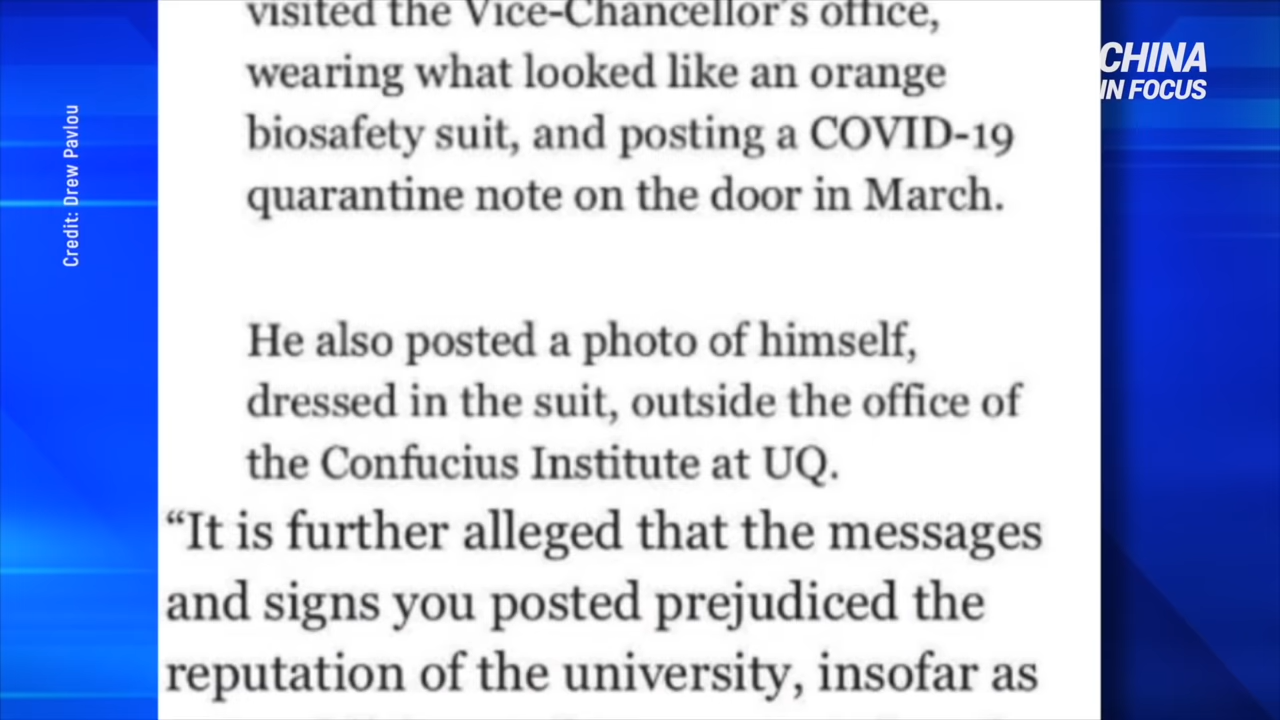 visited the Vice-Chancellor's office,
wearing what looked like an orange
biosafety suit, and posting a COVID-19
quarantine note on the door in March.
He also posted a photo of himself,
dressed in the suit, outside the office of
the Confucius Institute at UQ.
“It is further alleged that the messages
and signs you posted prejudiced the
reputation of the university, insofar as
Credit: Drew Pavlou
CHINA
IN FOCUS